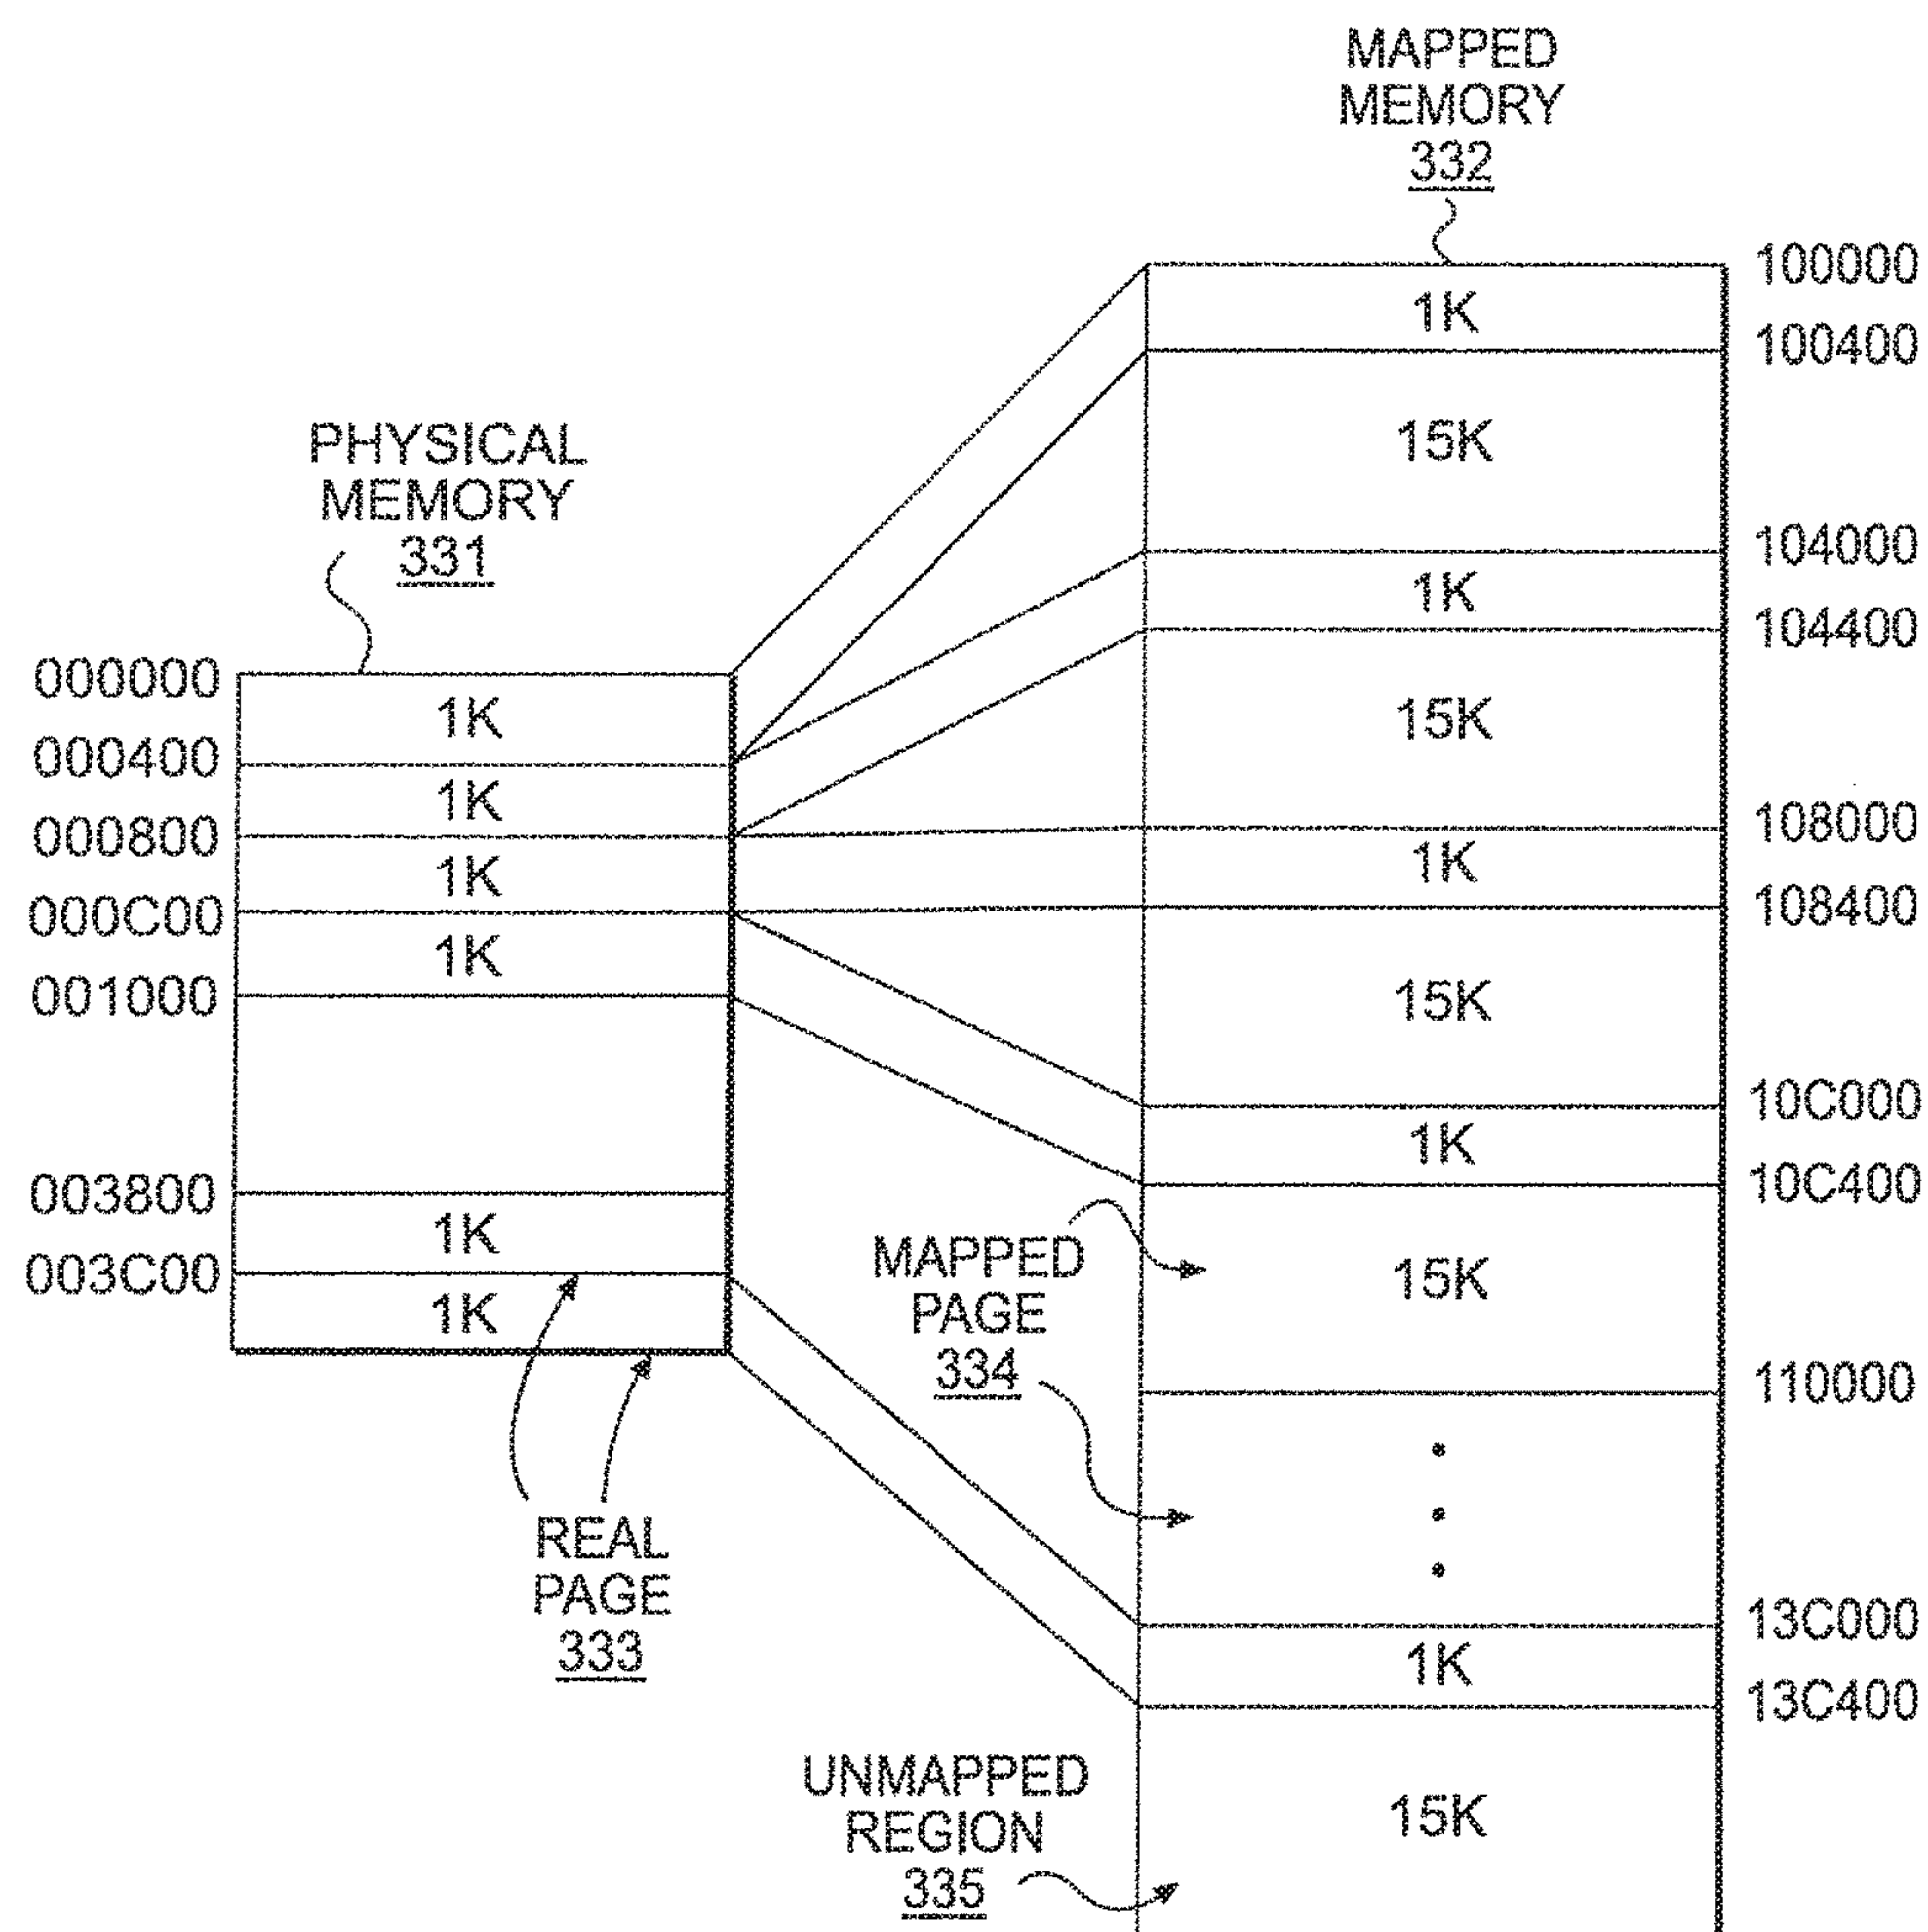 MAPPED
MEMORY
332
PHYSICAL
MEMORY
331
000000
000400
000800
000C00
001000
003800
003C00
1K
1K
1K
1K
1K
1K
REAL
PAGE
333
100000
100400
104000
104400
108000
108400
10C000
10C400
110000
13C000
13C400
1K
15K
1K
15K
1K
15K
1K
15K
1K
15K
MAPPED
PAGE
334
UNMAPPED
REGION
335